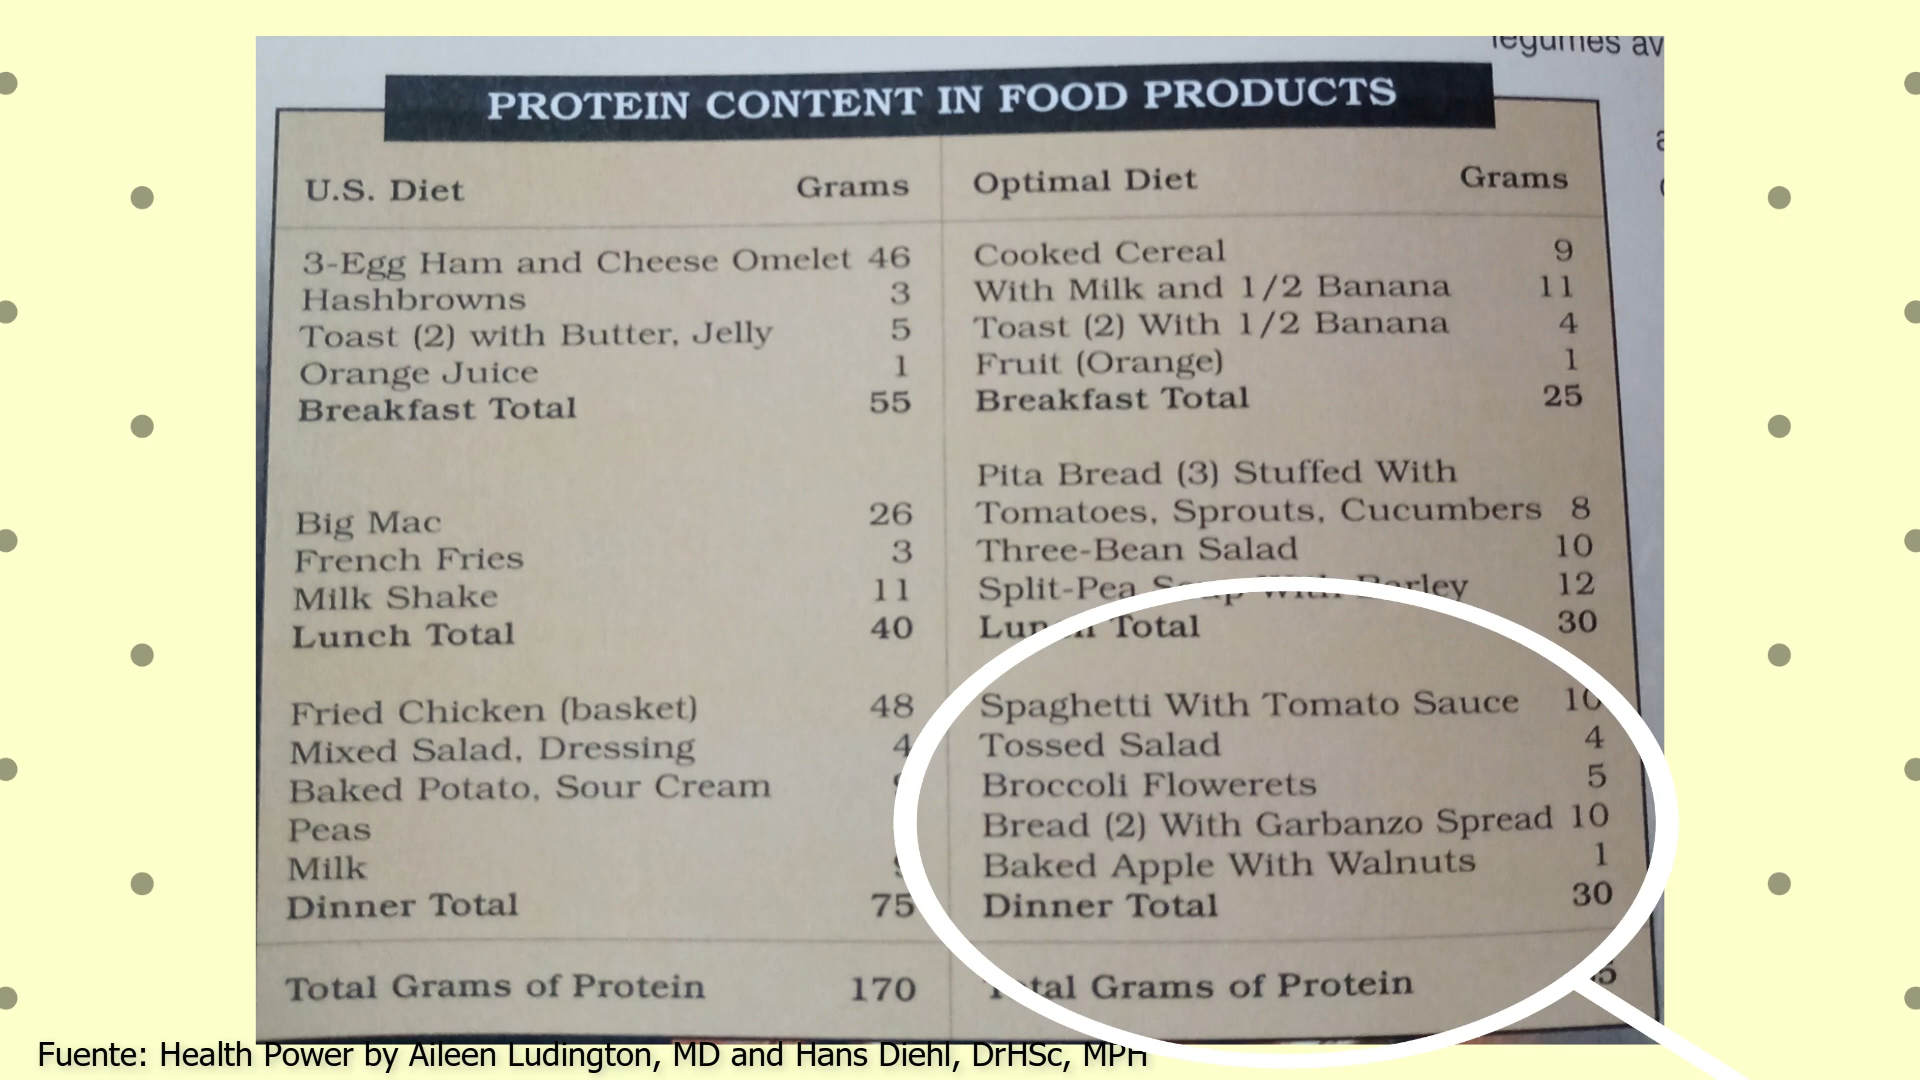 legumes av
PROTEIN CONTENT IN FOOD PRODUCTS
U.S. Diet Grams
3-Egg Ham and Cheese Omelet 46
Hashbrowns 3
Toast (2) with Butter, Jelly 5
Orange Juice 1
Breakfast Total 55
Big Mac 26
French Fries 3
Milk Shake 11
Lunch Total 40
Fried Chicken (basket) 48
Mixed Salad, Dressing 4
Baked Potato, Sour Cream
Peas
Milk
Dinner Total 75
Total Grams of Protein 170
Optimal Diet Grams
Cooked Cereal 9
With Milk and 1/2 Banana 11
Toast (2) With 1/2 Banana 4
Fruit (Orange) 1
Breakfast Total 25
Pita Bread (3) Stuffed With
Tomatoes, Sprouts, Cucumbers 8
Three-Bean Salad 10
Split-Pea Soup With Barley 12
Lunch Total 30
Spaghetti With Tomato Sauce 10
Tossed Salad 4
Broccoli Flowerets 5
Bread (2) With Garbanzo Spread 10
Baked Apple With Walnuts 1
Dinner Total 30
Total Grams of Protein
Fuente: Health Power by Aileen Ludington, MD and Hans Diehl, DrHSc, MPH